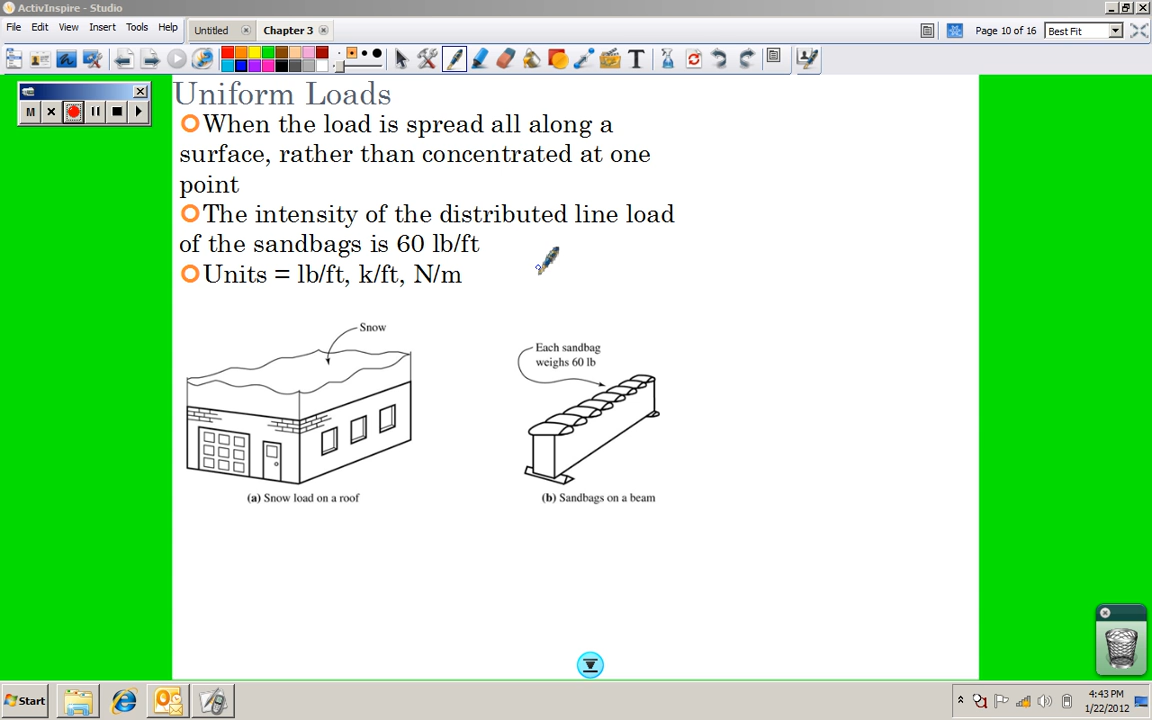 ActivInspire - Studio
File Edit View Insert Tools Help
Untitled
Chapter 3
Page 10 of 16
Best Fit
M
Uniform Loads
When the load is spread all along a
surface, rather than concentrated at one
point
The intensity of the distributed line load
of the sandbags is 60 lb/ft
Units = lb/ft, k/ft, N/m
Snow
(a) Snow load on a roof
Each sandbag
weighs 60 lb
(b) Sandbags on a beam
Start
4:43 PM
1/22/2012